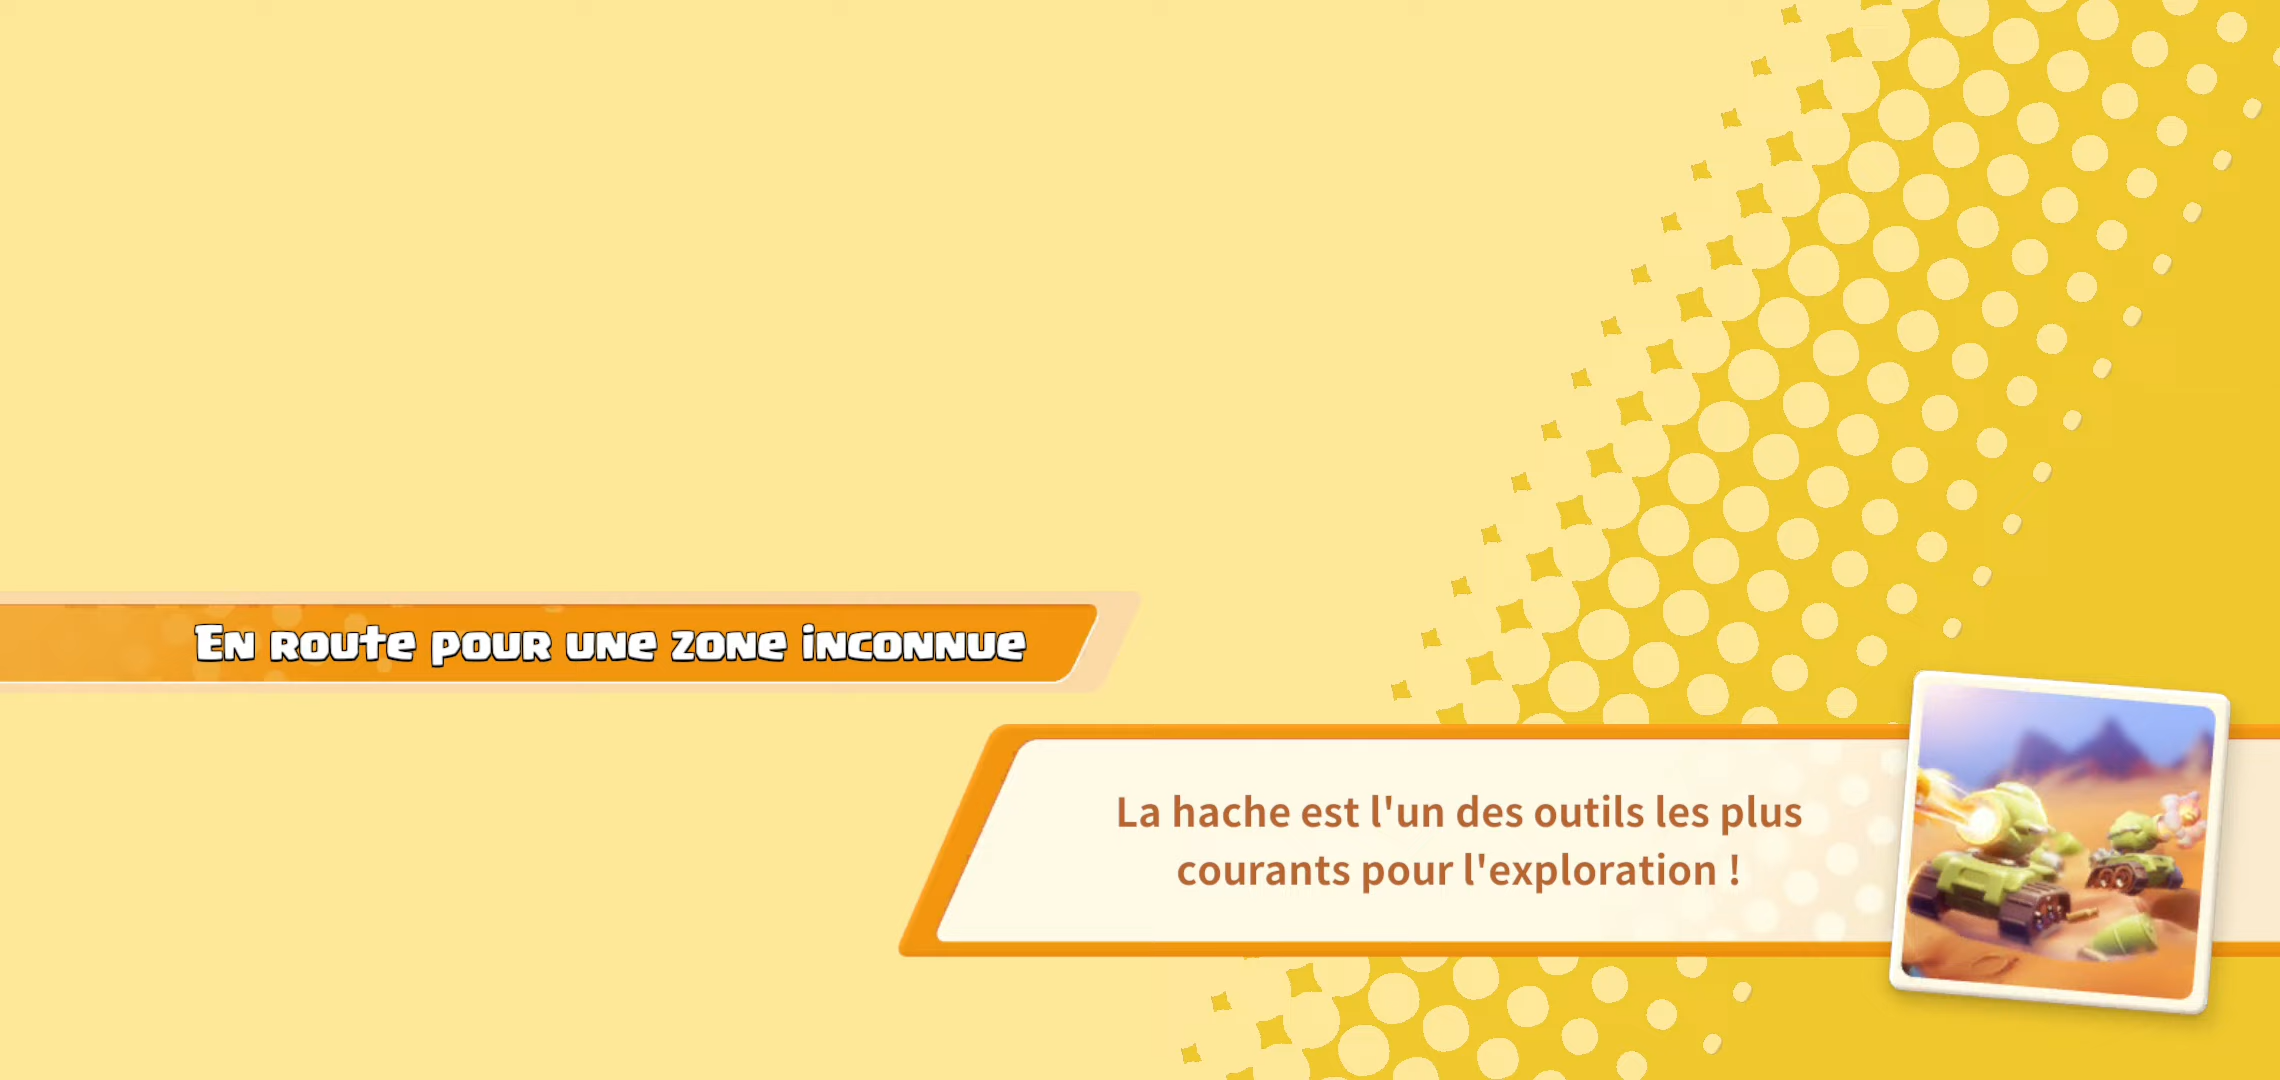 En route pour une zone inconnue
La hache est l'un des outils les plus
courants pour l'exploration !